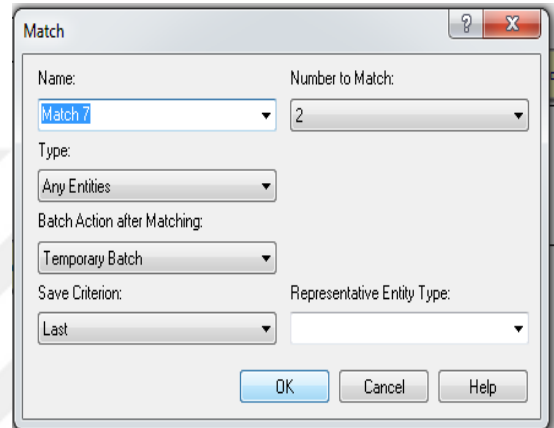 Match
Name:
Number to Match:
Match 7
2
Type:
Any Entities
Batch Action after Matching:
Temporary Batch
Save Criterion:
Representative Entity Type:
Last
OK
Cancel
Help